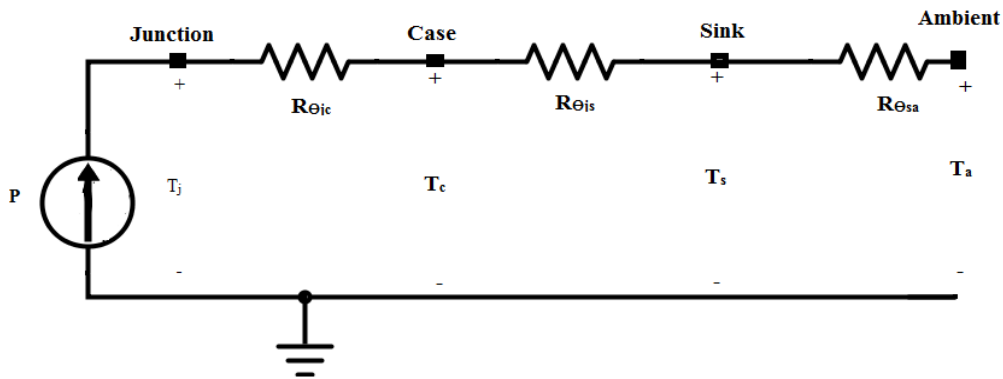 Ambient
Junction
Case
Sink
+
+
+
+
RΘjc
RΘis
RΘsa
P
Tj
Tc
Ts
Ta
-
-
-
-